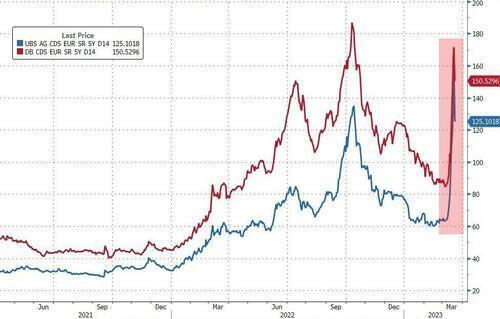 Last Price
UBS AG CDS EUR SR 5Y D14 125.1018
DB CDS EUR SR 5Y D14 150.5296
200
180
160
150.5296
140
125.1018
120
100
80
60
40
20
Jun Sep Dec Mar Jun Sep Dec Mar
2021 2022 2023